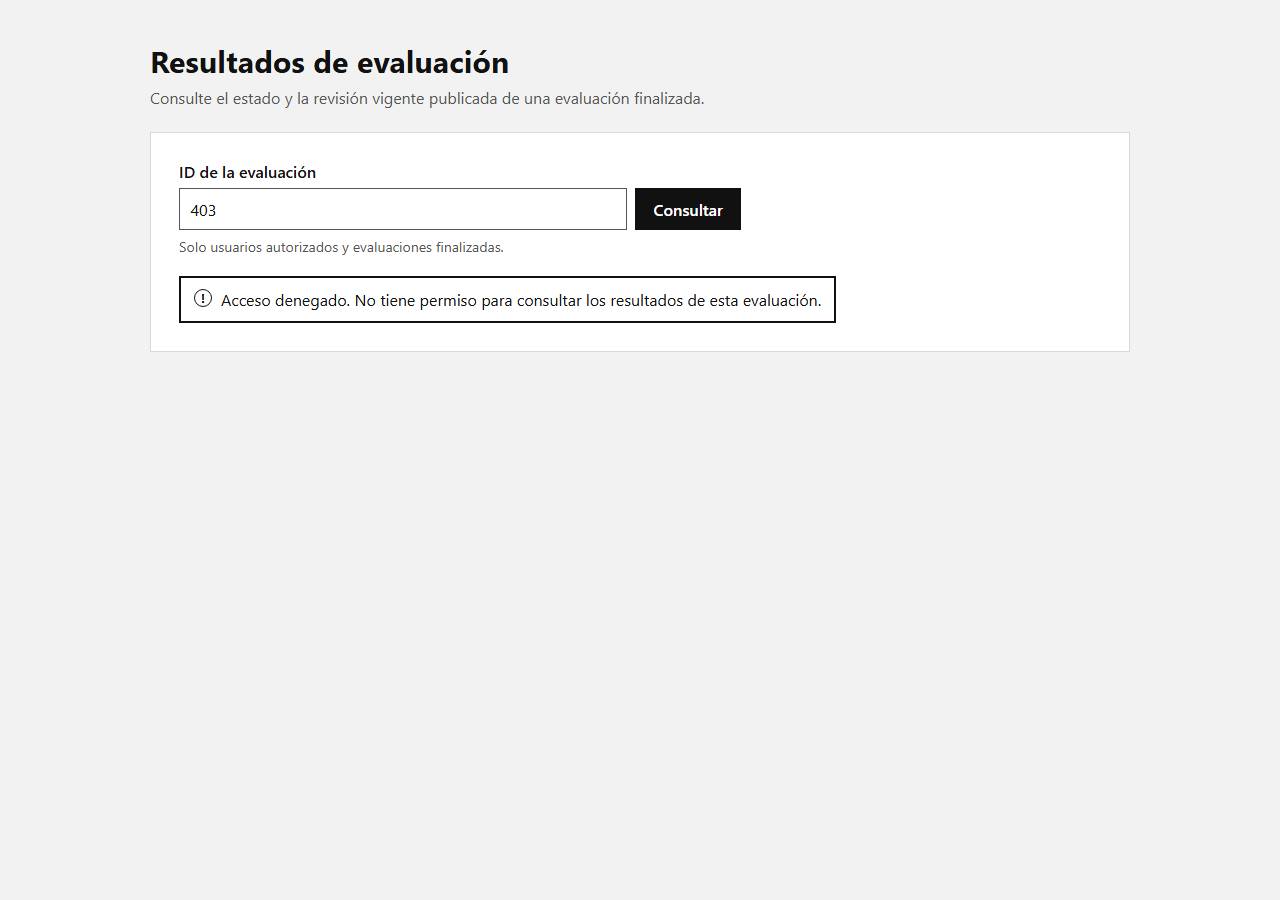 Resultados de evaluación
Consulte el estado y la revisión vigente publicada de una evaluación finalizada.
ID de la evaluación
403
Consultar
Solo usuarios autorizados y evaluaciones finalizadas.
! Acceso denegado. No tiene permiso para consultar los resultados de esta evaluación.